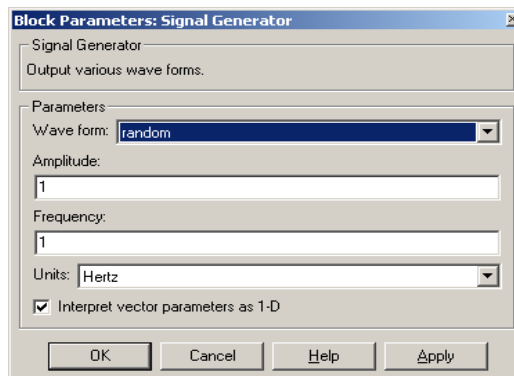 Block Parameters: Signal Generator
Signal Generator
Output various wave forms.
Parameters
Wave form: random
Amplitude:
1
Frequency:
1
Units: Hertz
Interpret vector parameters as 1-D
OK Cancel Help Apply